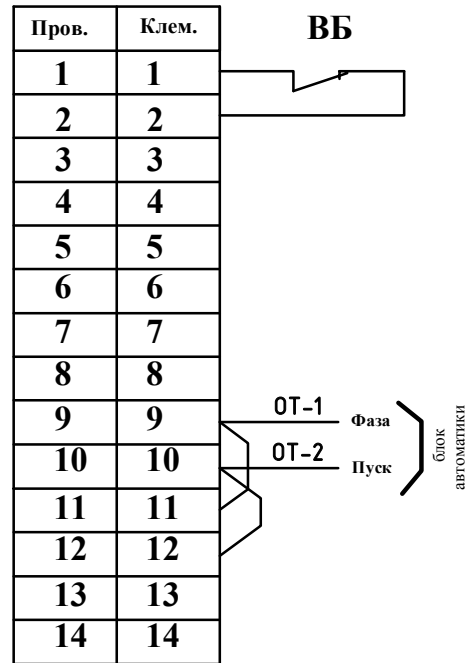 Пров. Клем. ВБ
1 1
2 2
3 3
4 4
5 5
6 6
7 7
8 8
9 9 ОТ-1 Фаза
10 10 ОТ-2 Пуск
11 11
12 12
13 13
14 14
блок
автоматики